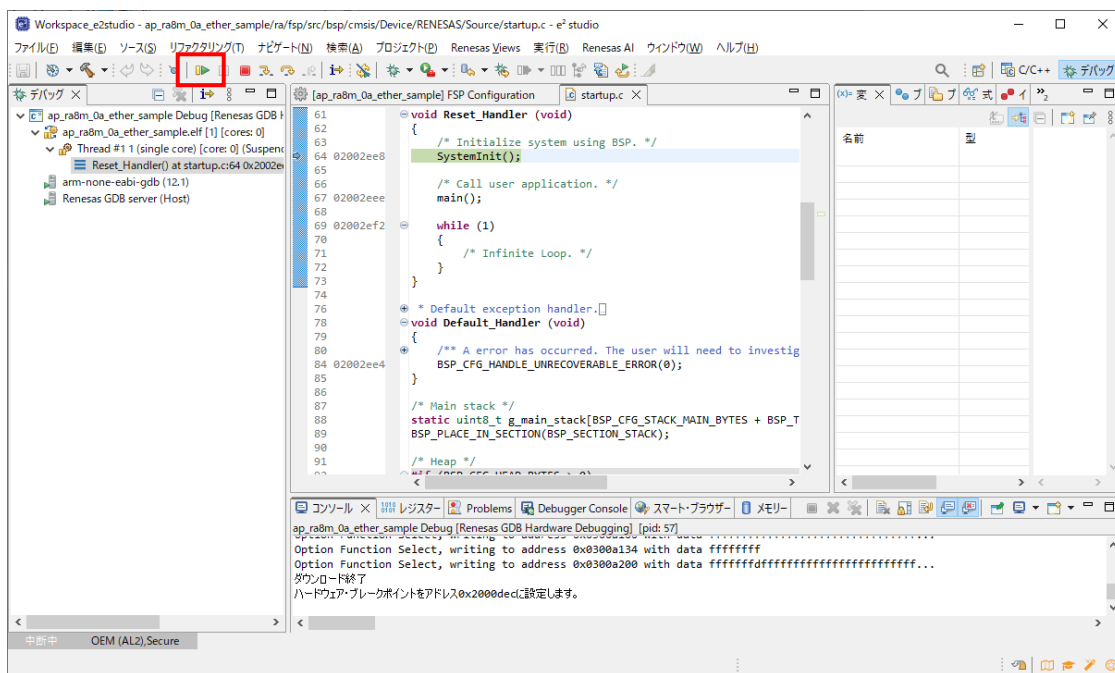 Workspace_e2studio - ap_ra8m_0a_ether_sample/ra/fsp/src/bsp/cmsis/Device/RENESAS/Source/startup.c - e² studio
ファイル(F) 編集(E) ソース(S) リファクタリング(T) ナビゲート(N) 検索(A) プロジェクト(P) Renesas Views 実行(R) Renesas AI ウィンドウ(W) ヘルプ(H)
C/C++ デバッグ
デバッグ
ap_ra8m_0a_ether_sample Debug [Renesas GDB H
ap_ra8m_0a_ether_sample.elf [1] [cores: 0]
Thread #1 1 (single core) [core: 0] (Suspend
Reset_Handler() at startup.c:64 0x2002e
arm-none-eabi-gdb (12.1)
Renesas GDB server (Host)
[ap_ra8m_0a_ether_sample] FSP Configuration startup.c
61 void Reset_Handler (void)
62 {
63 /* Initialize system using BSP. */
64 02002ee8 SystemInit();
65
66 /* Call user application. */
67 02002eee main();
68
69 02002ef2 while (1)
70 {
71 /* Infinite Loop. */
72 }
73 }
74
76 * Default exception handler.
78 void Default_Handler (void)
79 {
80 /** A error has occurred. The user will need to investig
84 02002ee4 BSP_CFG_HANDLE_UNRECOVERABLE_ERROR(0);
85 }
86
87 /* Main stack */
88 static uint8_t g_main_stack[BSP_CFG_STACK_MAIN_BYTES + BSP_T
89 BSP_PLACE_IN_SECTION(BSP_SECTION_STACK);
90
91 /* Heap */
(x)= 変 ブ プ 式 イ »2
名前 型
コンソール レジスター Problems Debugger Console スマート・ブラウザー メモリー
ap_ra8m_0a_ether_sample Debug [Renesas GDB Hardware Debugging] [pid: 57]
Option Function Select, writing to address 0x0300a134 with data ffffffff
Option Function Select, writing to address 0x0300a200 with data fffffffdffffffffffffffffffffffff...
ダウンロード終了
ハードウェア・ブレークポイントをアドレス0x2000decに設定します。
中断中 OEM (AL2),Secure